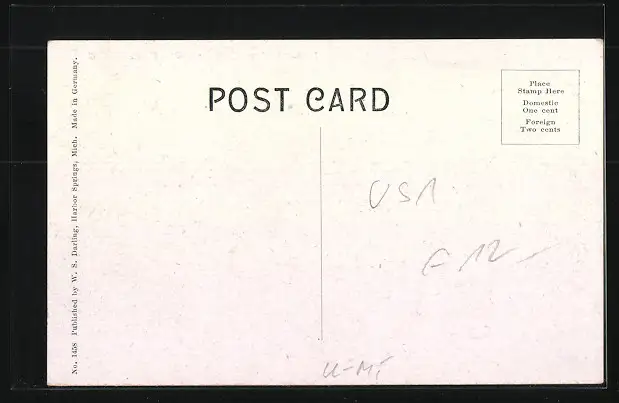 No. 1458 Published by W. S. Darling, Harbor Springs, Mich. Made in Germany.
POST CARD
Place
Stamp Here
Domestic
One cent
Foreign
Two cents
USA
U-MI